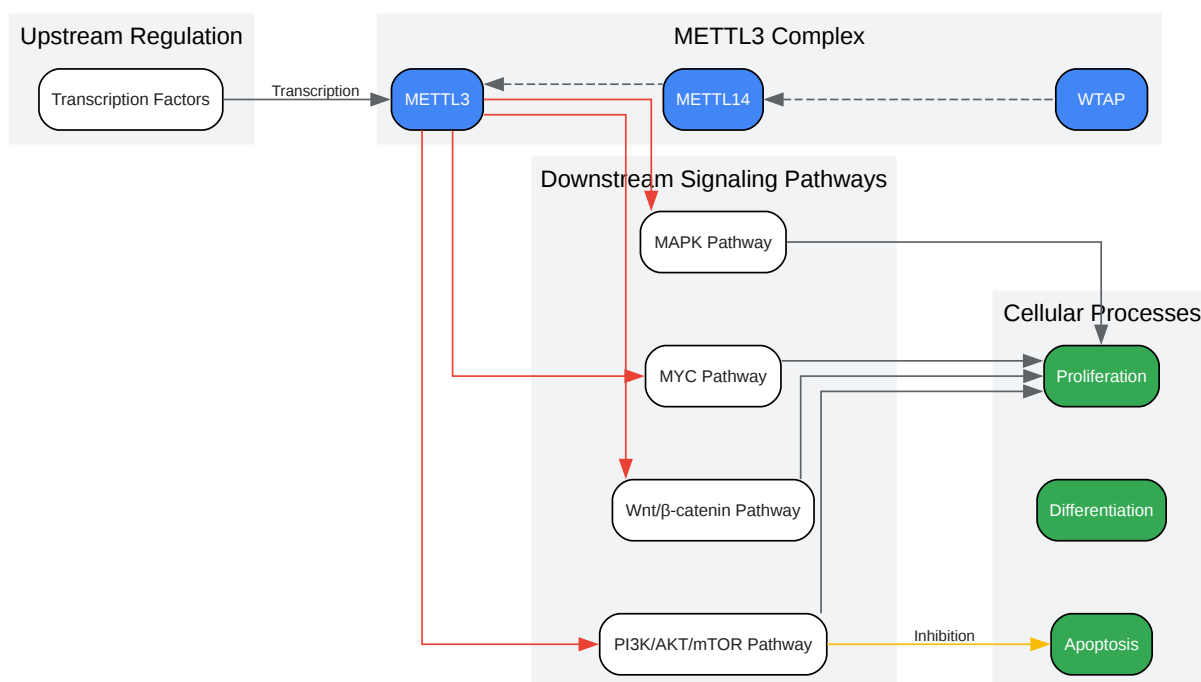 Upstream Regulation
METTL3 Complex
Transcription Factors
Transcription
METTL3
METTL14
WTAP
Downstream Signaling Pathways
MAPK Pathway
Cellular Processes
MYC Pathway
Proliferation
Wnt/β-catenin Pathway
Differentiation
PI3K/AKT/mTOR Pathway
Inhibition
Apoptosis